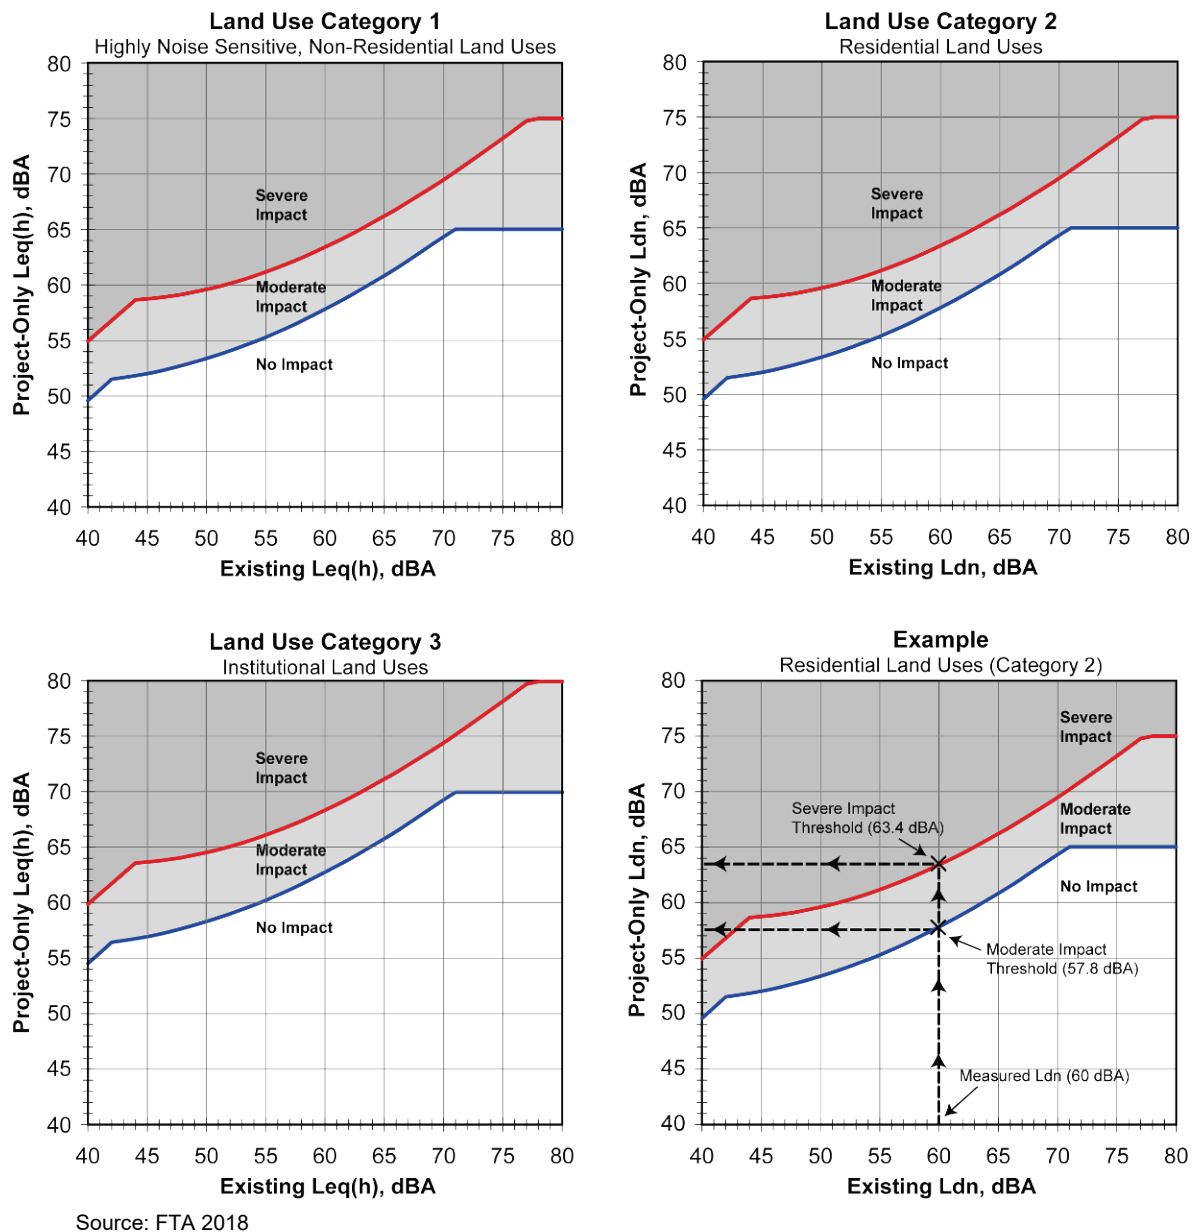 Land Use Category 1
Highly Noise Sensitive, Non-Residential Land Uses
80
75
70
65
60
55
50
45
40
Project-Only Leq(h), dBA
Severe
Impact
Moderate
Impact
No Impact
40 45 50 55 60 65 70 75 80
Existing Leq(h), dBA
Land Use Category 2
Residential Land Uses
80
75
70
65
60
55
50
45
40
Project-Only Ldn, dBA
Severe
Impact
Moderate
Impact
No Impact
40 45 50 55 60 65 70 75 80
Existing Ldn, dBA
Land Use Category 3
Institutional Land Uses
80
75
70
65
60
55
50
45
40
Project-Only Leq(h), dBA
Severe
Impact
Moderate
Impact
No Impact
40 45 50 55 60 65 70 75 80
Existing Leq(h), dBA
Example
Residential Land Uses (Category 2)
80
75
70
65
60
55
50
45
40
Project-Only Ldn, dBA
Severe
Impact
Moderate
Impact
No Impact
Severe Impact
Threshold (63.4 dBA)
Moderate Impact
Threshold (57.8 dBA)
Measured Ldn (60 dBA)
40 45 50 55 60 65 70 75 80
Existing Ldn, dBA
Source: FTA 2018